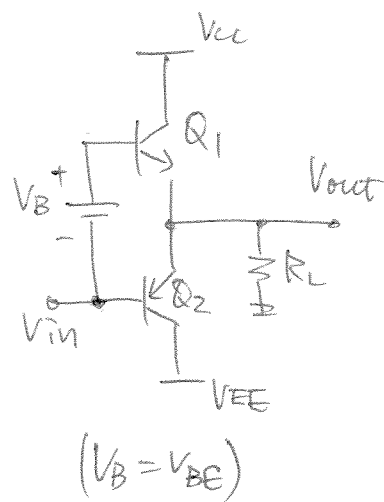 Vcc
Q1
+
VB
-
Vout
RL
Q2
Vin
VEE
(VB = VBE)